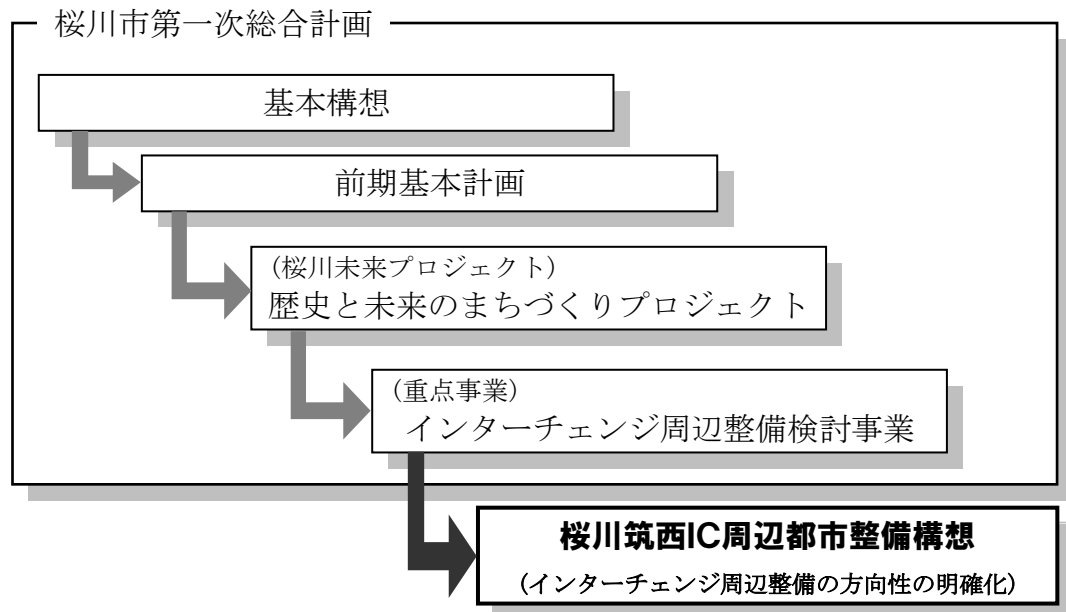 桜川市第一次総合計画
基本構想
前期基本計画
(桜川未来プロジェクト)
歴史と未来のまちづくりプロジェクト
(重点事業)
インターチェンジ周辺整備検討事業
桜川筑西IC周辺都市整備構想
(インターチェンジ周辺整備の方向性の明確化)